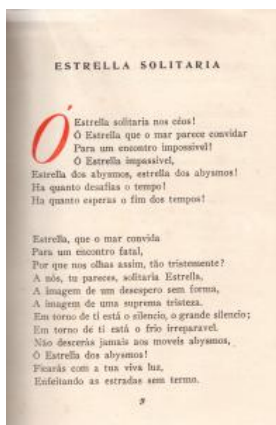 ESTRELLA SOLITARIA
Ó Estrella solitaria nos céus!
Ó Estrella que o mar parece convidar
Para um encontro impossivel!
Ó Estrella impassivel,
Estrella dos abysmos, estrella dos abysmos!
Ha quanto desafias o tempo!
Ha quanto esperas o fim dos tempos!
Estrella, que o mar convida
Para um encontro fatal,
Por que nos olhas assim, tão tristemente?
A nós, tu pareces, solitaria Estrella,
A imagem de um desespero sem forma,
A imagem de uma suprema tristeza.
Em torno de ti está o silencio, o grande silencio;
Em torno de ti está o frio irreparavel.
Não descerás jamais aos moveis abysmos,
Ó Estrella dos abysmos!
Ficarás com a tua viva luz,
Enfeitando as estradas sem termo.
9